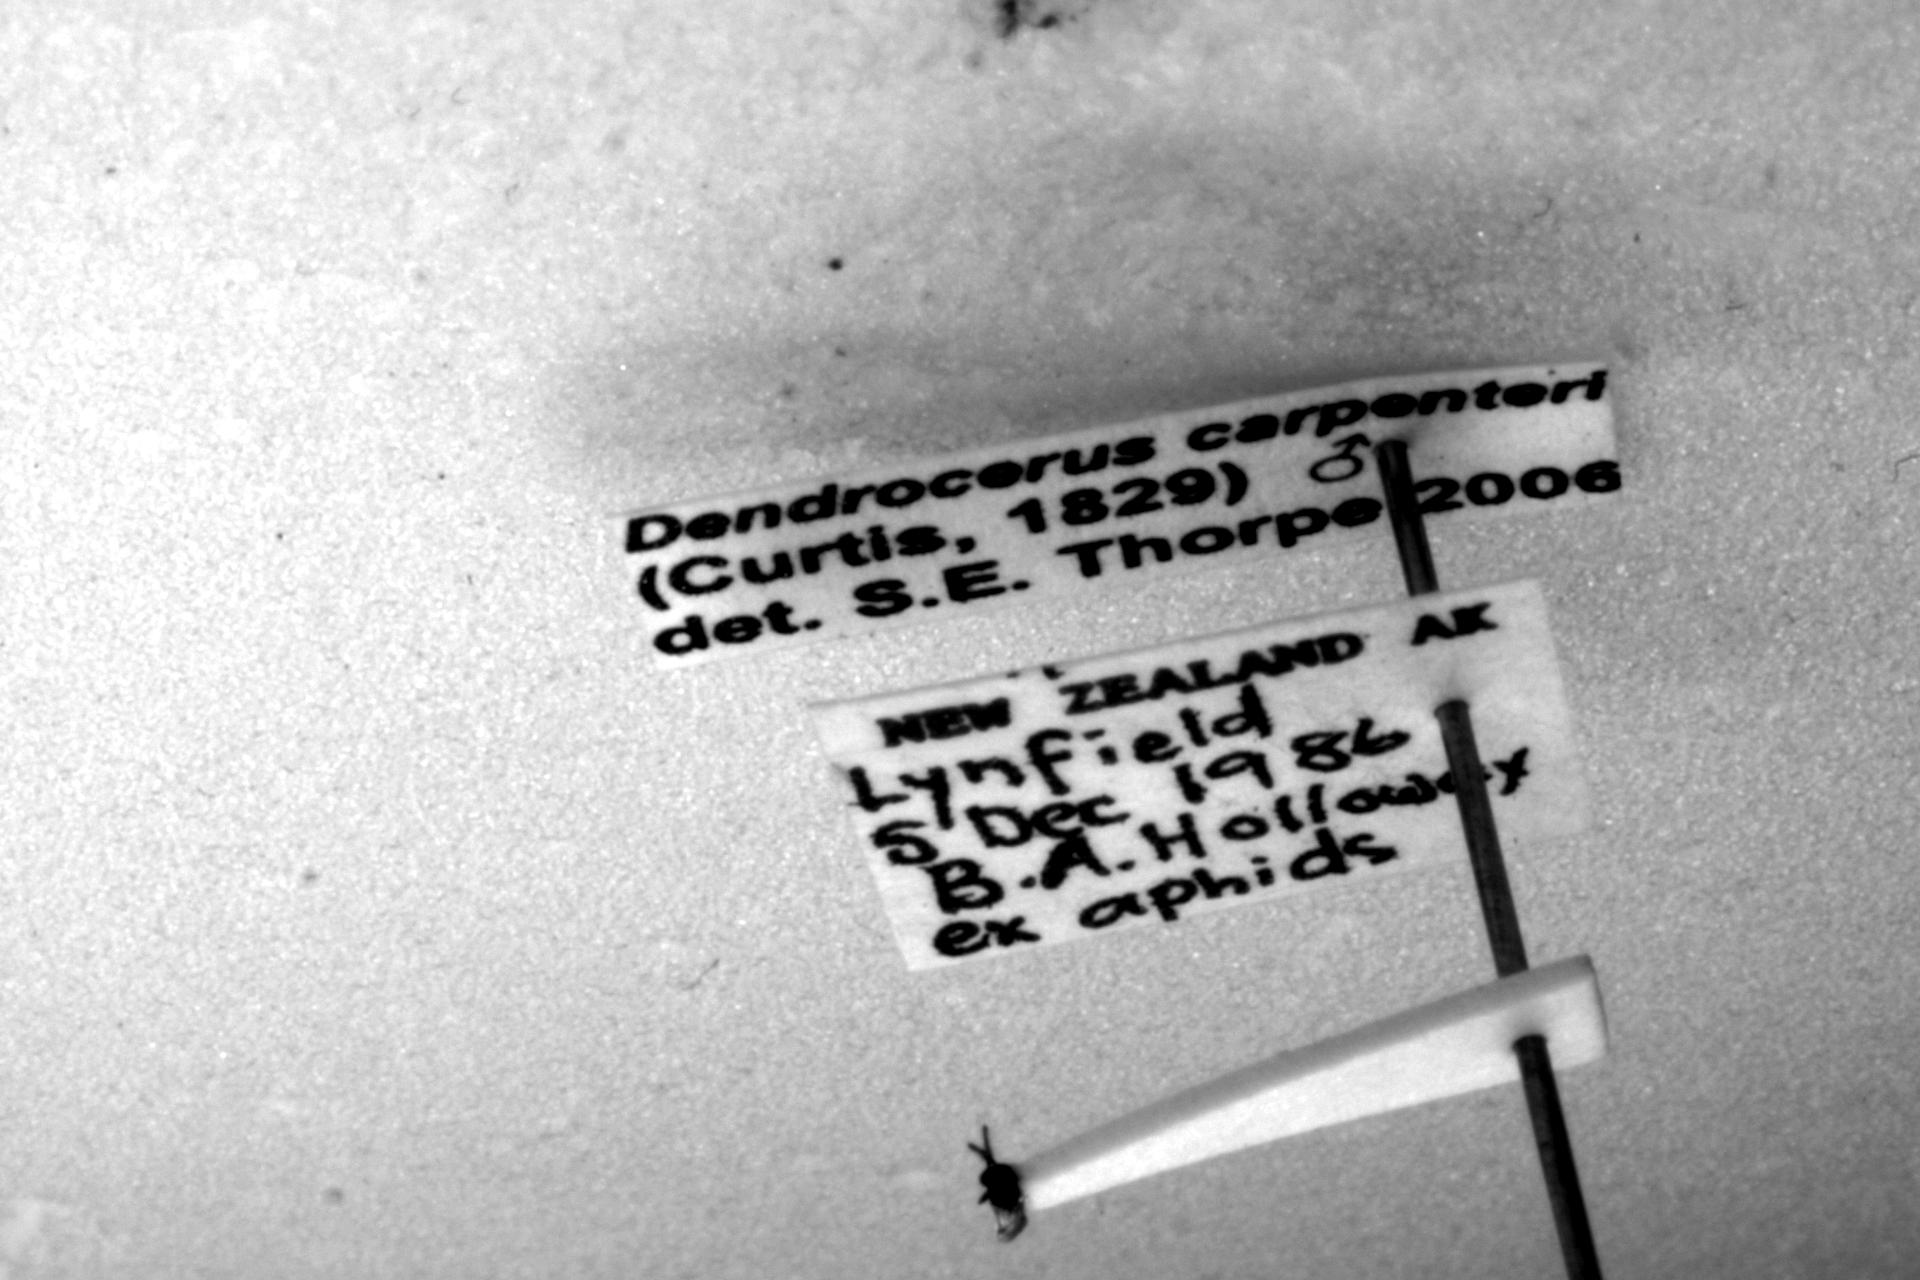 Dendrocerus carpenteri
(Curtis, 1829) ♂
det. S.E. Thorpe 2006
NEW ZEALAND AK
Lynfield
5 Dec 1986
B.A. Holloway
ex aphids